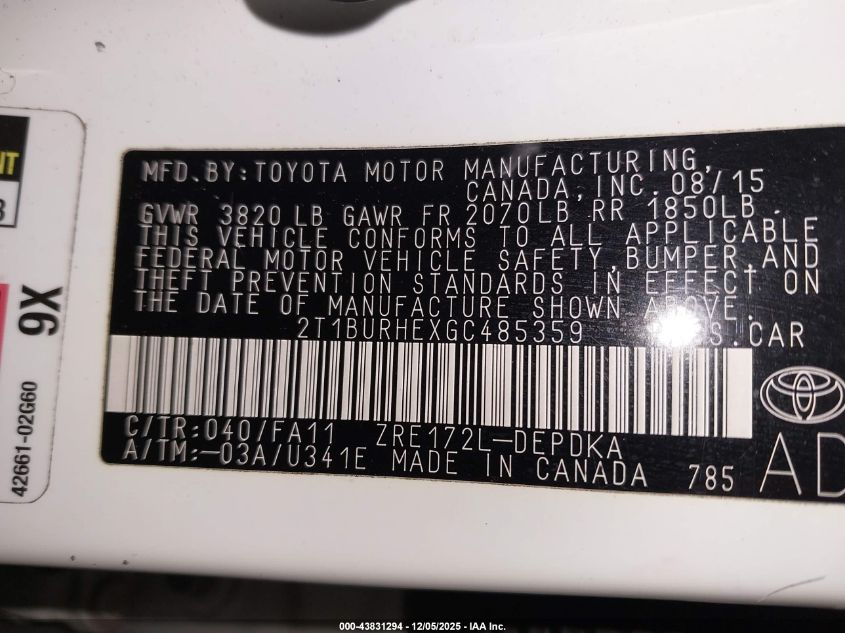 MFD. BY: TOYOTA MOTOR MANUFACTURING,
CANADA, INC. 08/15
GVWR 3820 LB GAWR FR 2070LB RR 1850LB
THIS VEHICLE CONFORMS TO ALL APPLICABLE
FEDERAL MOTOR VEHICLE SAFETY, BUMPER, AND
THEFT PREVENTION STANDARDS IN EFFECT ON
THE DATE OF MANUFACTURE SHOWN ABOVE.
2T1BURHEXGC485359 S.CAR
C/TR: 040/FA11 ZRE172L-DEPDKA
A/TM: -03A/U341E MADE IN CANADA 785
AD
9X
42661-02G60
000-43831294 - 12/05/2025 - IAA Inc.